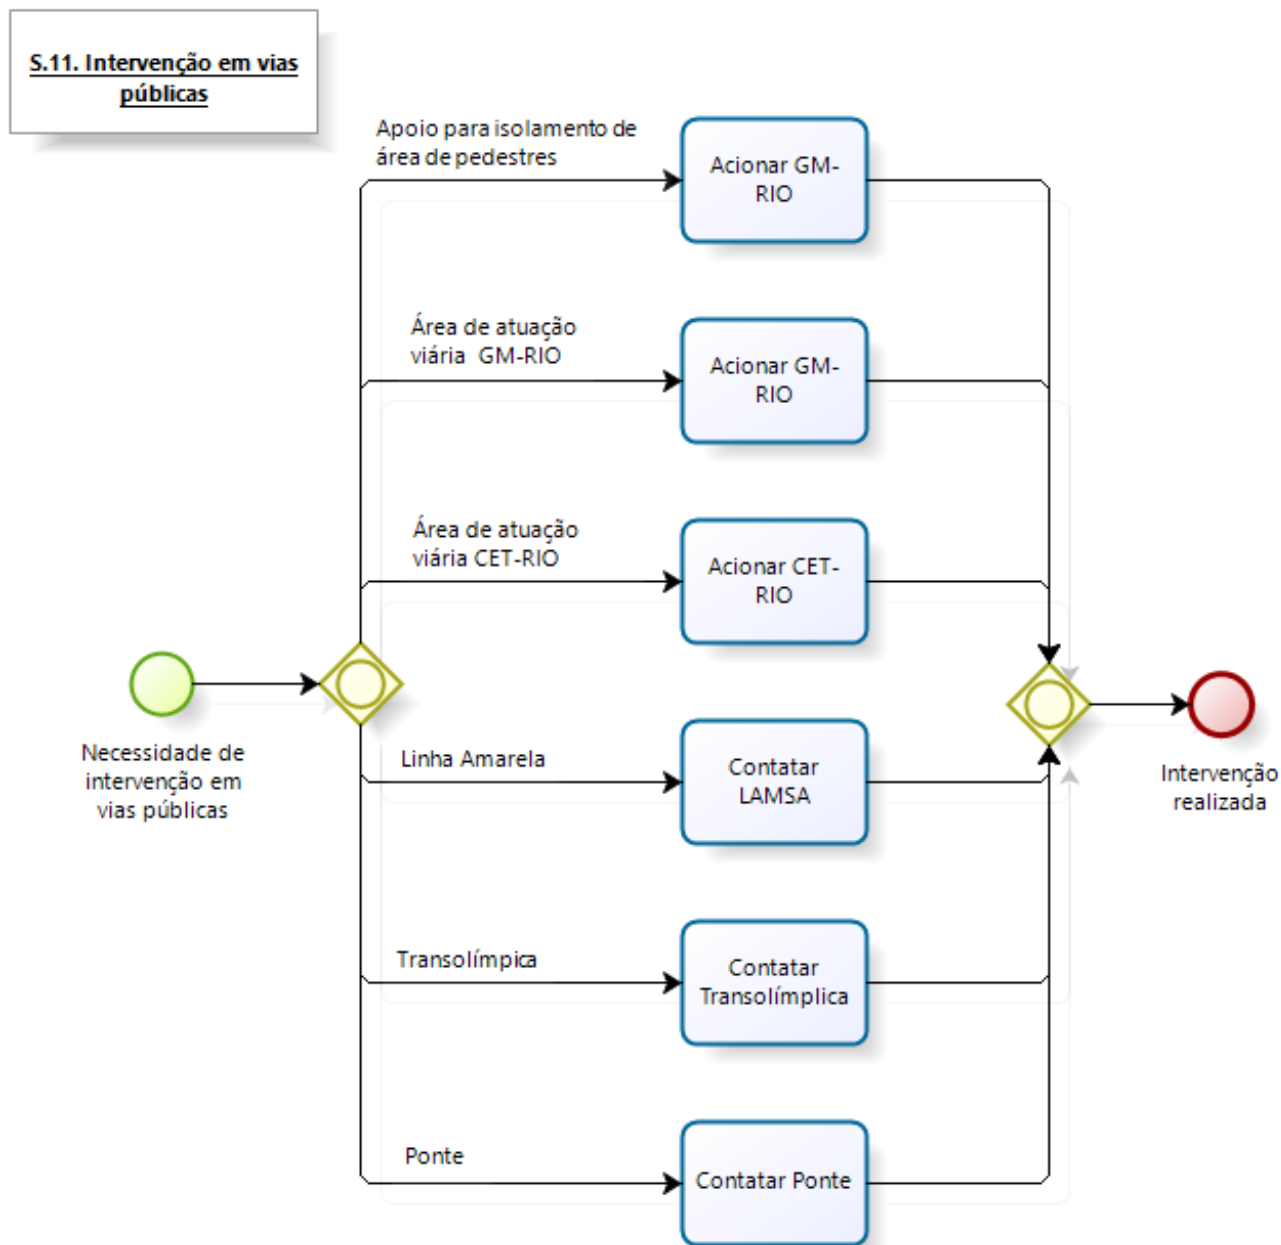 S.11. Intervenção em vias
públicas
Apoio para isolamento de
área de pedestres
Acionar GM-
RIO
Área de atuação
viária  GM-RIO
Acionar GM-
RIO
Área de atuação
viária CET-RIO
Acionar CET-
RIO
Necessidade de
intervenção em
vias públicas
Linha Amarela
Contatar
LAMSA
Intervenção
realizada
Transolímpica
Contatar
Transolímplica
Ponte
Contatar Ponte